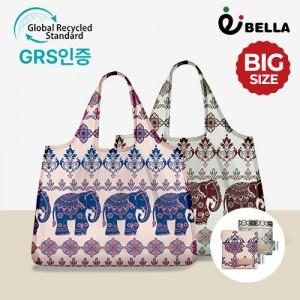 Global Recycled
Standard
GRS인증
BELLA
BIG
SIZE